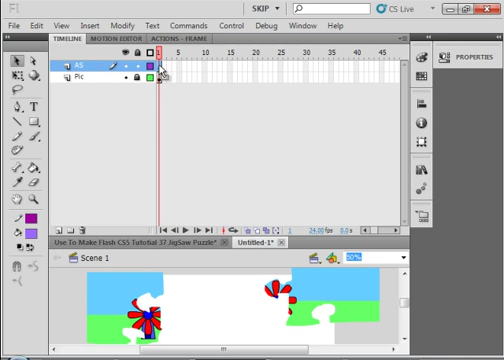 Fl
SKIP
CS Live
File Edit View Insert Modify Text Commands Control Debug Window Help
TIMELINE MOTION EDITOR ACTIONS - FRAME
PROPERTIES
1 5 10 15 20 25 30 35 40 45
AS
Pic
1 24.00 fps 0.0 s
Use To Make Flash CS5 Tutorial 37 JigSaw Puzzle* Untitled-1*
Scene 1
50%